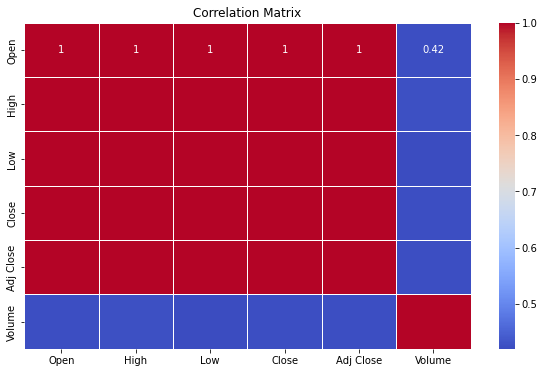 Correlation Matrix
Open 1 1 1 1 1 0.42
High
Low
Close
Adj Close
Volume
Open High Low Close Adj Close Volume
1.0
0.9
0.8
0.7
0.6
0.5